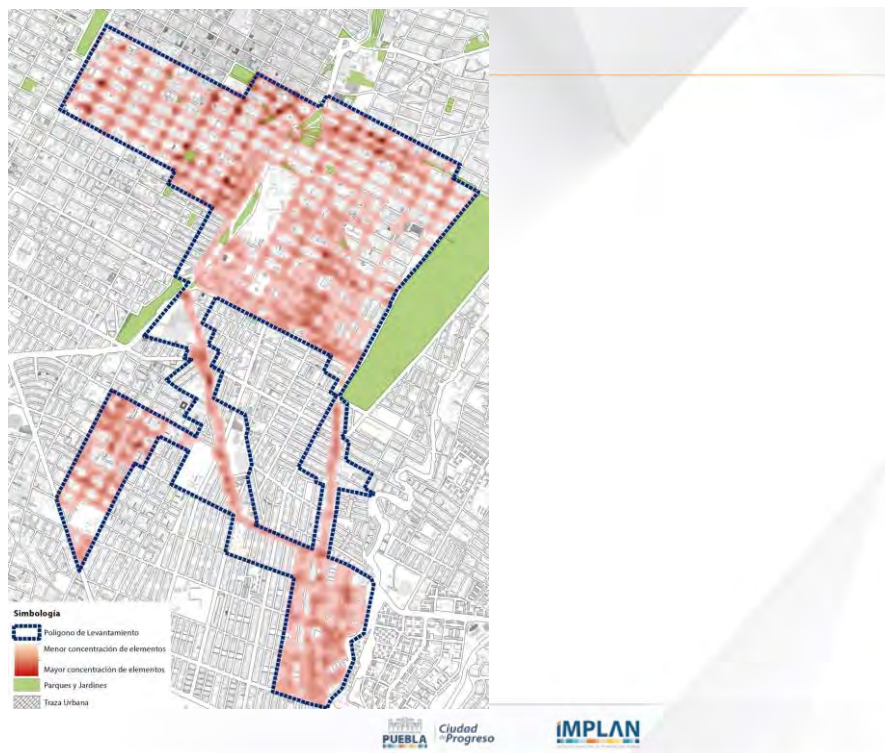 Simbología
Polígono de Levantamiento
Menor concentración de elementos
Mayor concentración de elementos
Parques y Jardines
Traza Urbana
PUEBLA
Ciudad
de Progreso
IMPLAN